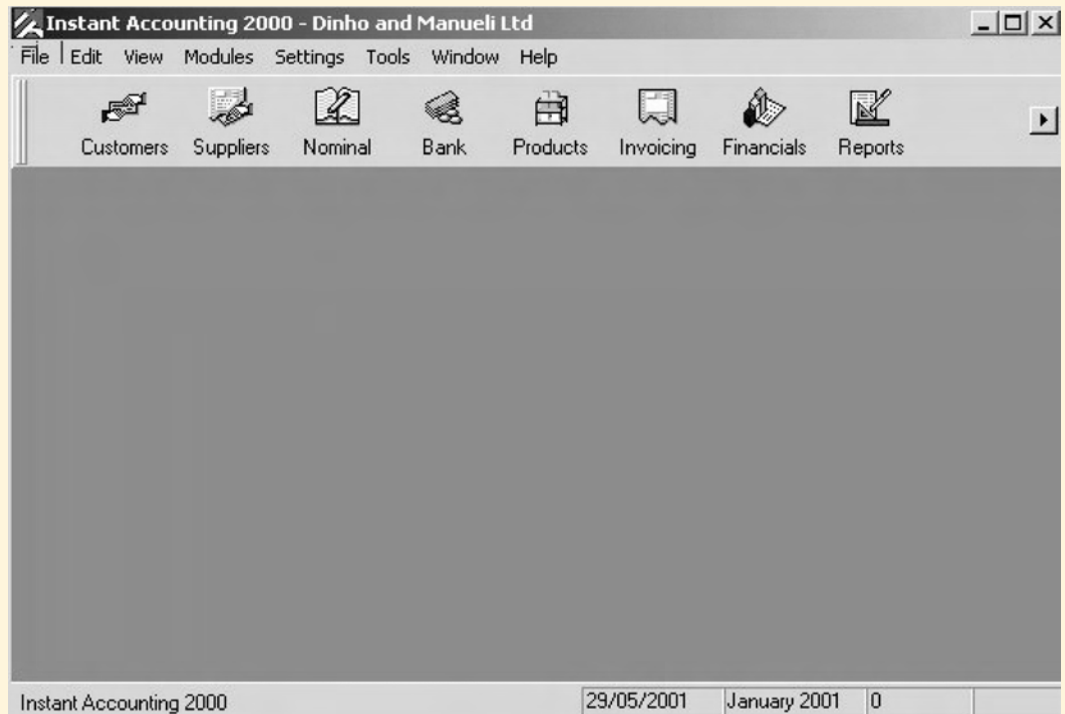 Instant Accounting 2000 - Dinho and Manueli Ltd
File Edit View Modules Settings Tools Window Help
Customers Suppliers Nominal Bank Products Invoicing Financials Reports
Instant Accounting 2000 29/05/2001 January 2001 0